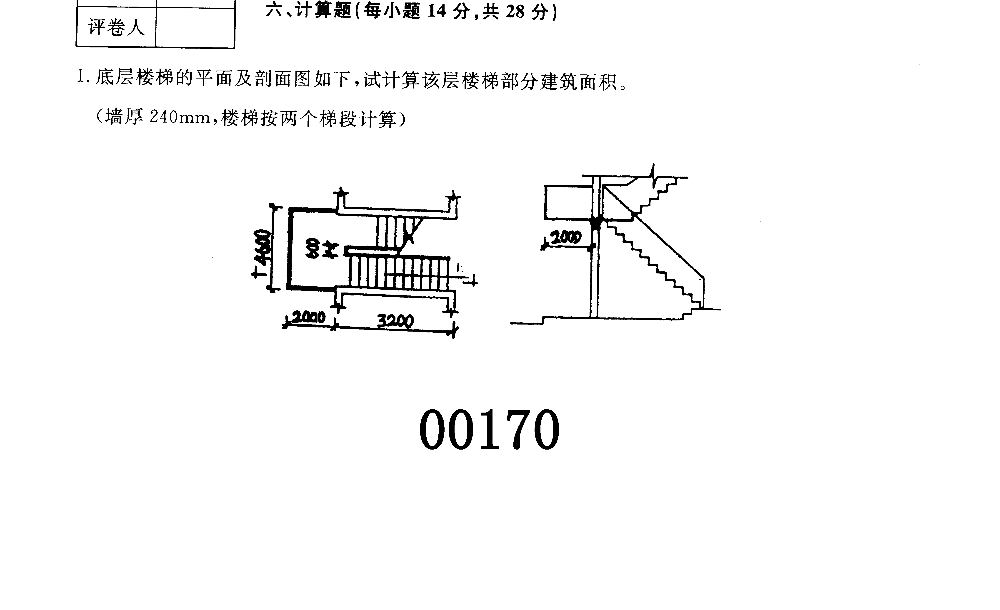 六、计算题(每小题 14 分,共 28 分)
评卷人
1. 底层楼梯的平面及剖面图如下,试计算该层楼梯部分建筑面积。
(墙厚 240mm,楼梯按两个梯段计算)
4600
600
2000
3200
2000
00170